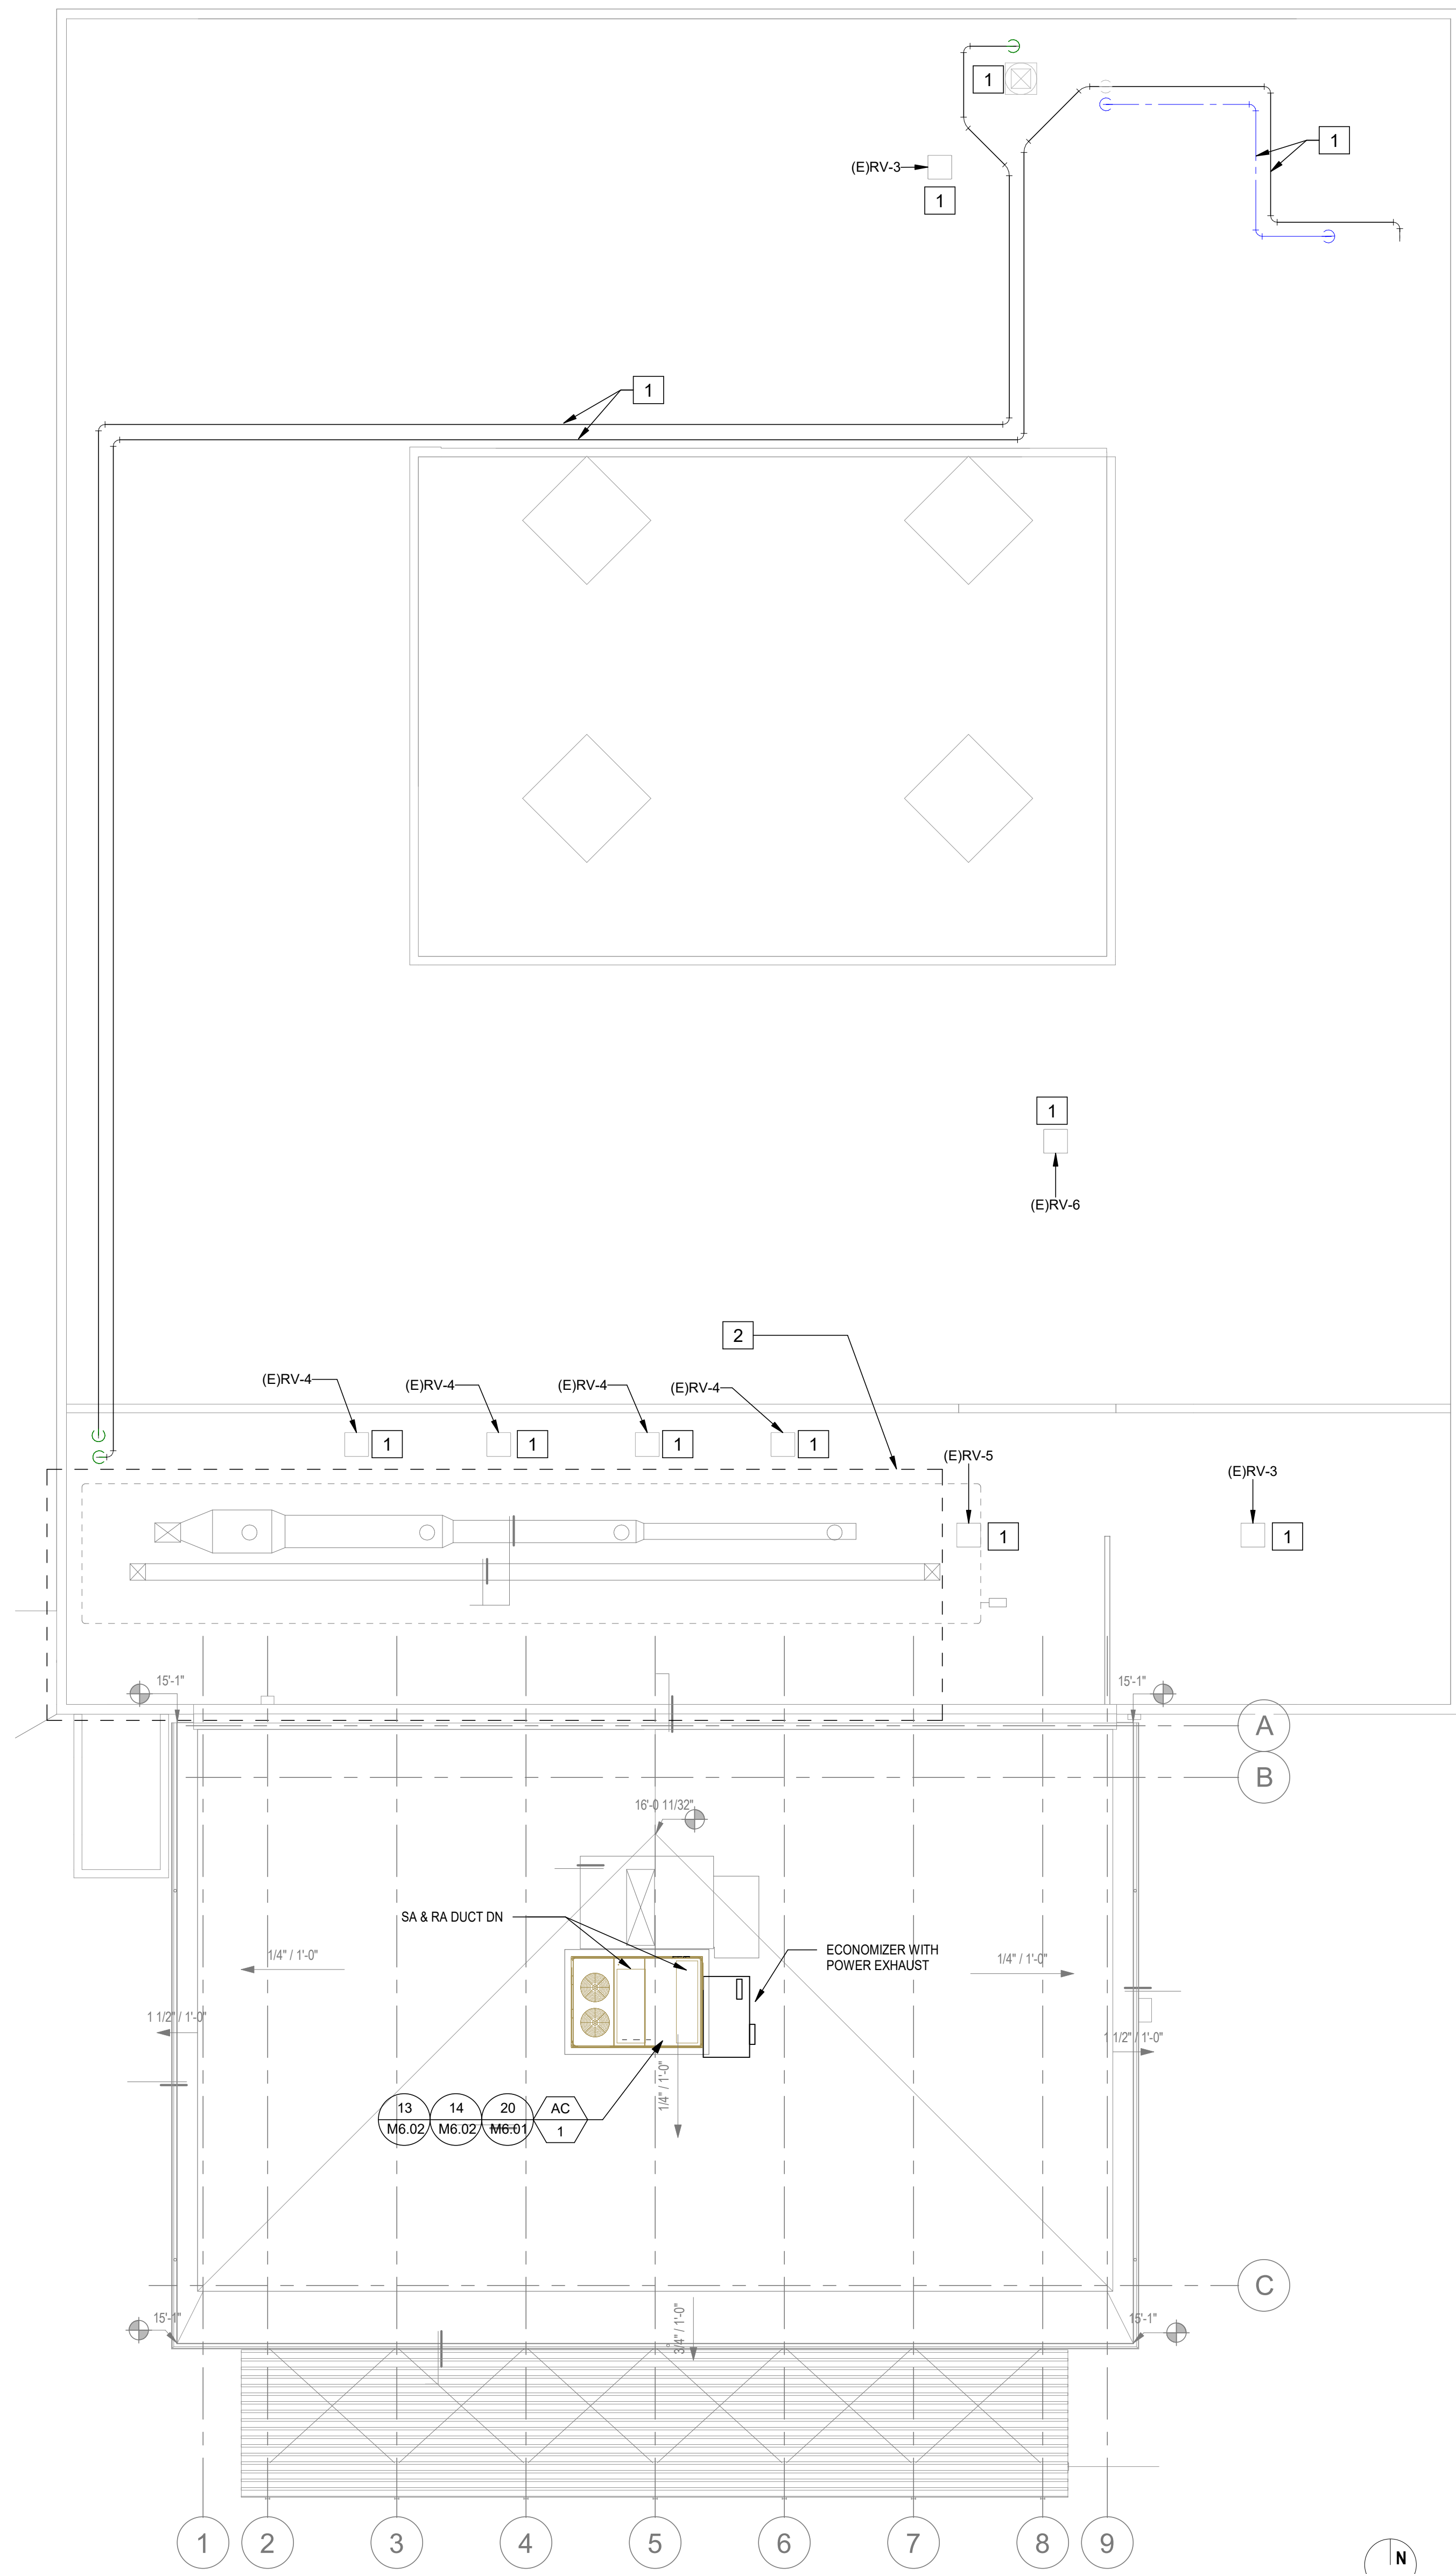 1
1
(E)RV-3
1
1
1
(E)RV-6
2
(E)RV-4
(E)RV-4
(E)RV-4
(E)RV-4
1
1
1
1
(E)RV-5
(E)RV-3
1
1
15'-1"
15'-1"
A
B
16'-0 11/32"
SA & RA DUCT DN
ECONOMIZER WITH
POWER EXHAUST
1/4" / 1'-0"
1/4" / 1'-0"
1 1/2" / 1'-0"
1 1/2" / 1'-0"
1/4" / 1'-0"
13
M6.02
14
M6.02
20
M6.01
AC
1
C
15'-1"
15'-1"
3/4" / 1'-0"
1
2
3
4
5
6
7
8
9
N